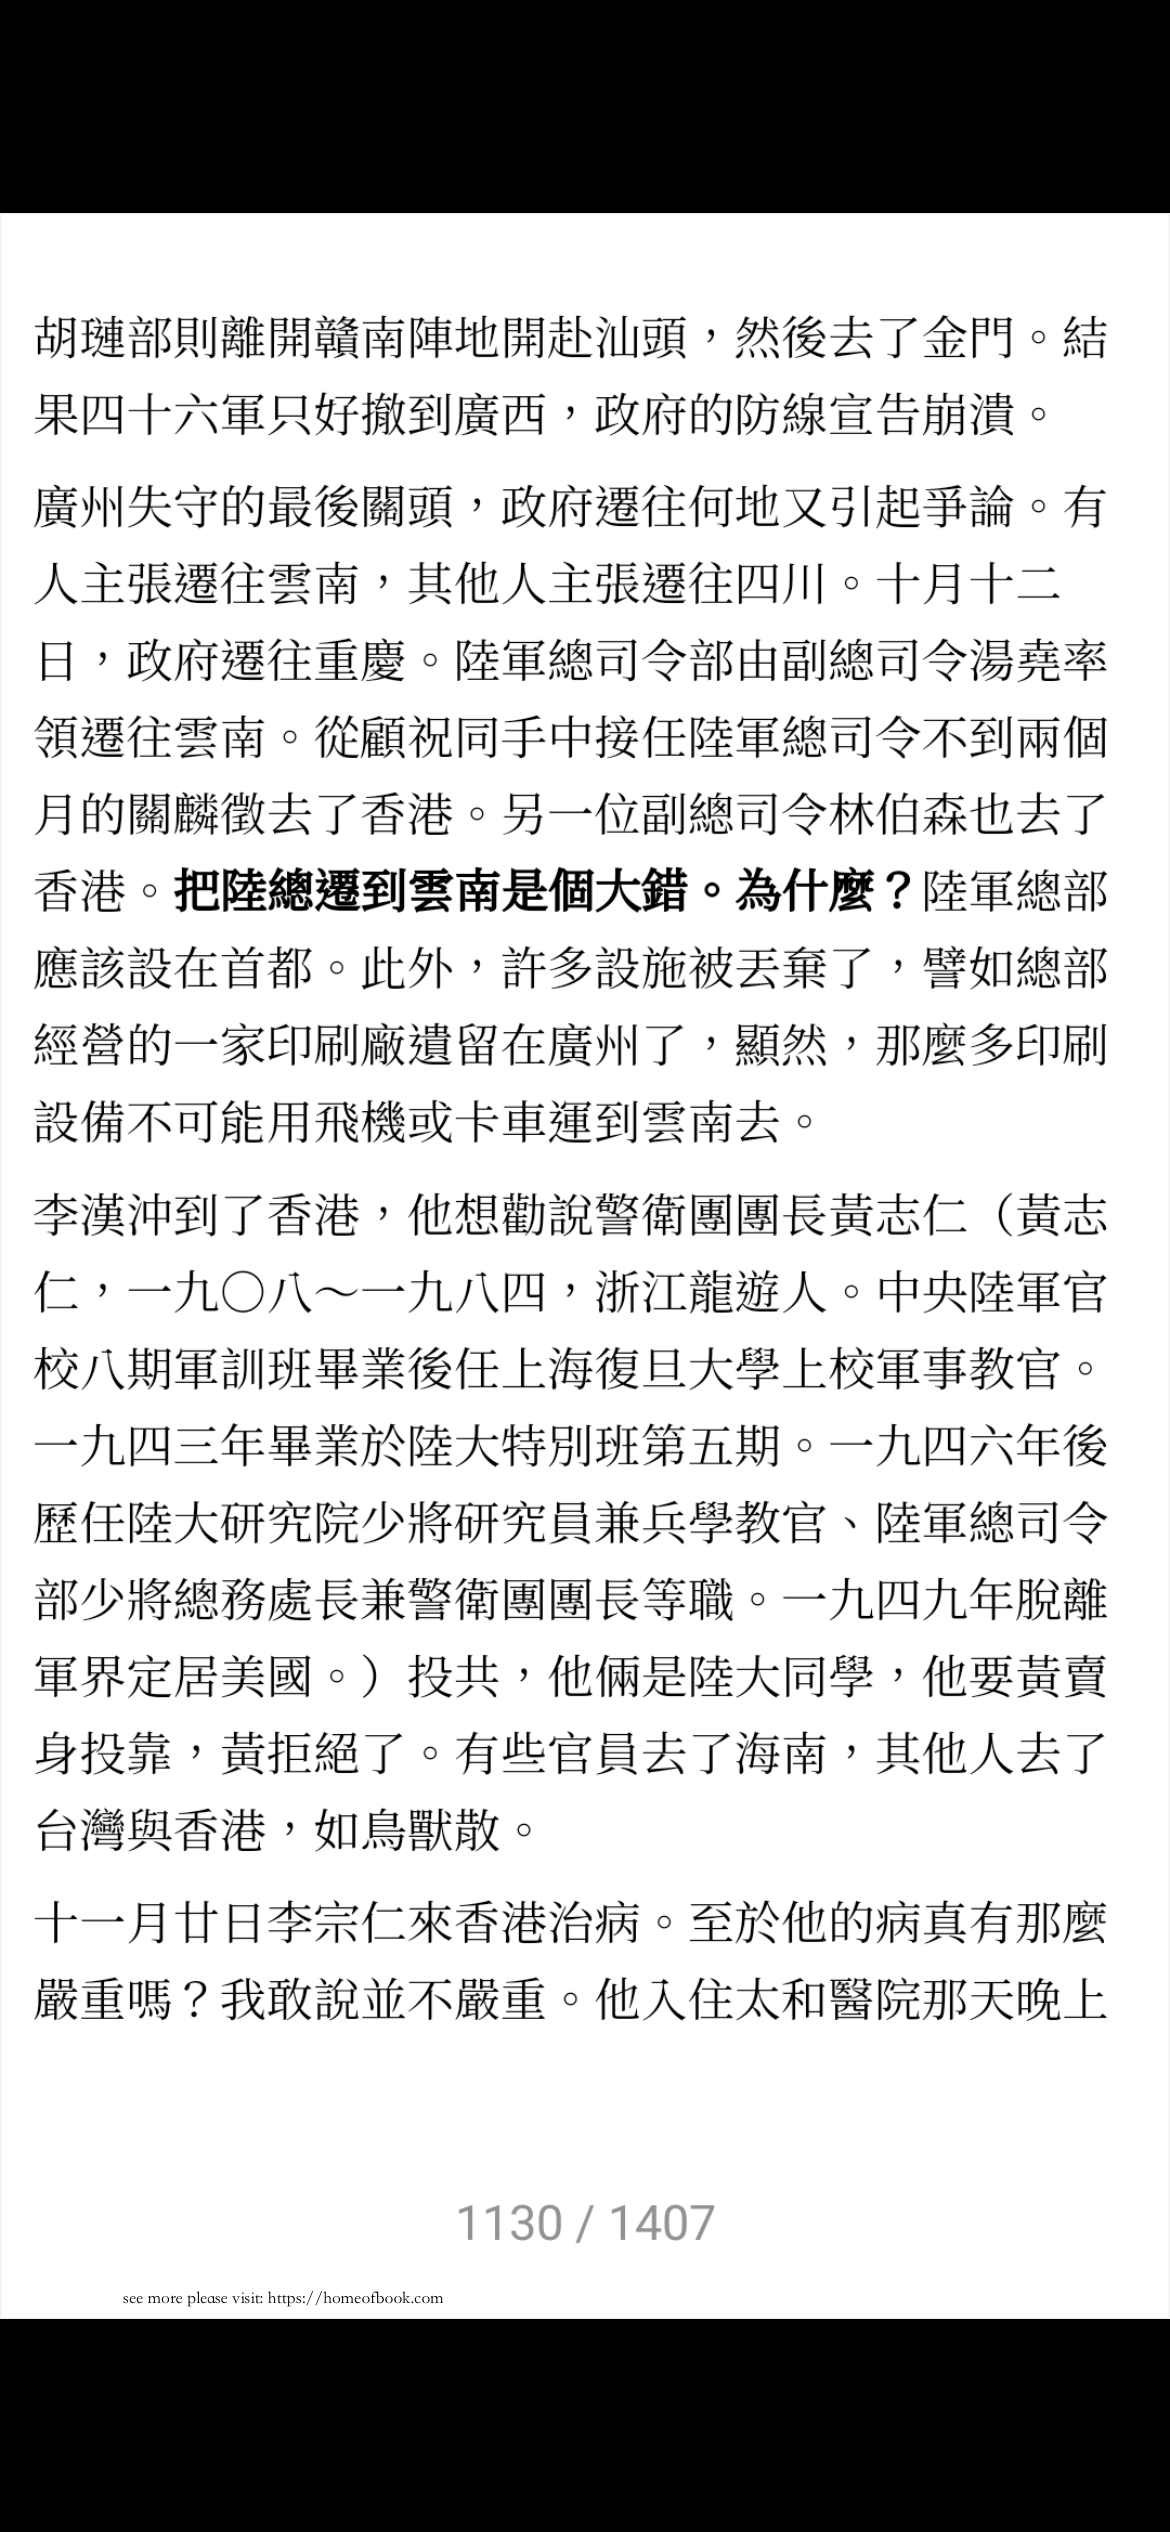 胡璉部則離開贛南陣地開赴汕頭，然後去了金門。結
果四十六軍只好撤到廣西，政府的防線宣告崩潰。
廣州失守的最後關頭，政府遷往何地又引起爭論。有
人主張遷往雲南，其他人主張遷往四川。十月十二
日，政府遷往重慶。陸軍總司令部由副總司令湯堯率
領遷往雲南。從顧祝同手中接任陸軍總司令不到兩個
月的關麟徵去了香港。另一位副總司令林伯森也去了
香港。把陸總遷到雲南是個大錯。為什麼？陸軍總部
應該設在首都。此外，許多設施被丟棄了，譬如總部
經營的一家印刷廠遺留在廣州了，顯然，那麼多印刷
設備不可能用飛機或卡車運到雲南去。
李漢沖到了香港，他想勸說警衛團團長黃志仁（黃志
仁，一九〇八～一九八四，浙江龍遊人。中央陸軍官
校八期軍訓班畢業後任上海復旦大學上校軍事教官。
一九四三年畢業於陸大特別班第五期。一九四六年後
歷任陸大研究院少將研究員兼兵學教官、陸軍總司令
部少將總務處長兼警衛團團長等職。一九四九年脫離
軍界定居美國。）投共，他倆是陸大同學，他要黃賣
身投靠，黃拒絕了。有些官員去了海南，其他人去了
台灣與香港，如鳥獸散。
十一月廿日李宗仁來香港治病。至於他的病真有那麼
嚴重嗎？我敢說並不嚴重。他入住太和醫院那天晚上
1130 / 1407
see more please visit: https://homeofbook.com